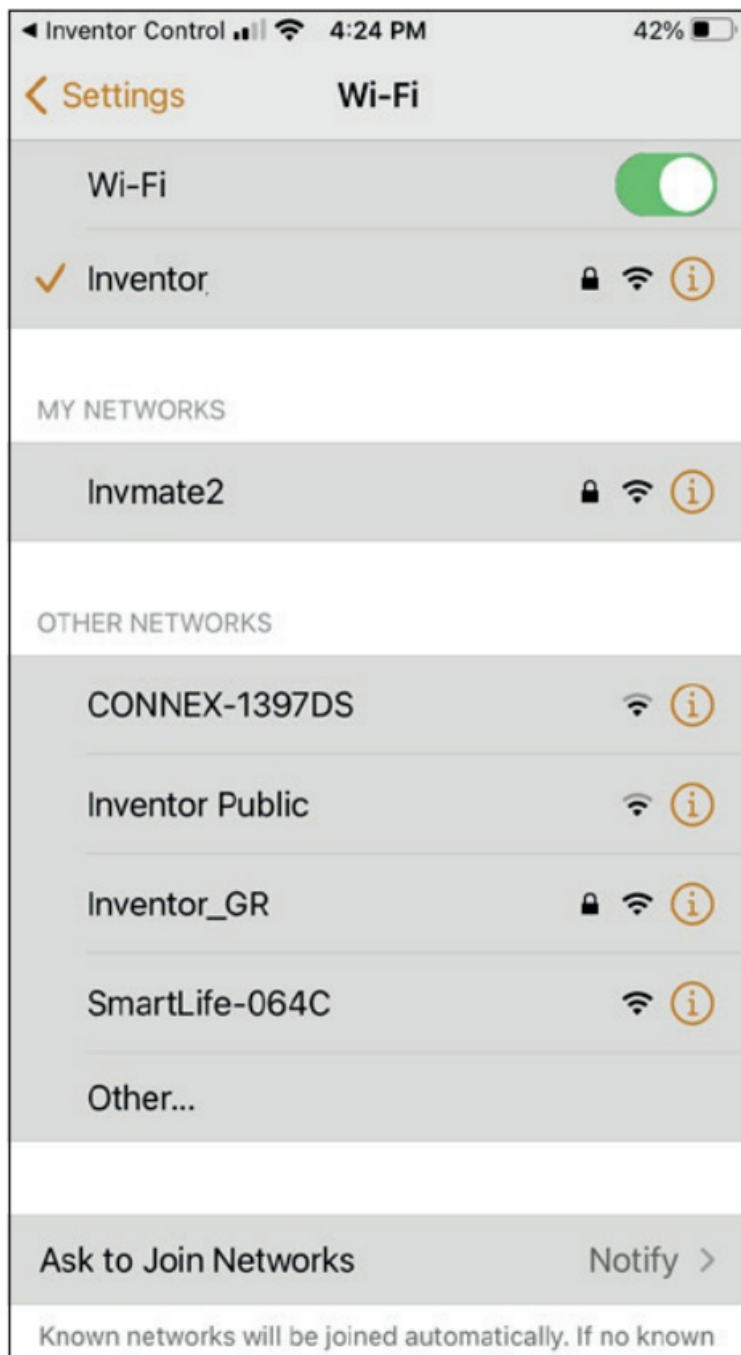 ◀ Inventor Control 4:24 PM 42%
Settings Wi-Fi
Wi-Fi
Inventor
MY NETWORKS
Invmate2
OTHER NETWORKS
CONNEX-1397DS
Inventor Public
Inventor_GR
SmartLife-064C
Other...
Ask to Join Networks Notify >
Known networks will be joined automatically. If no known